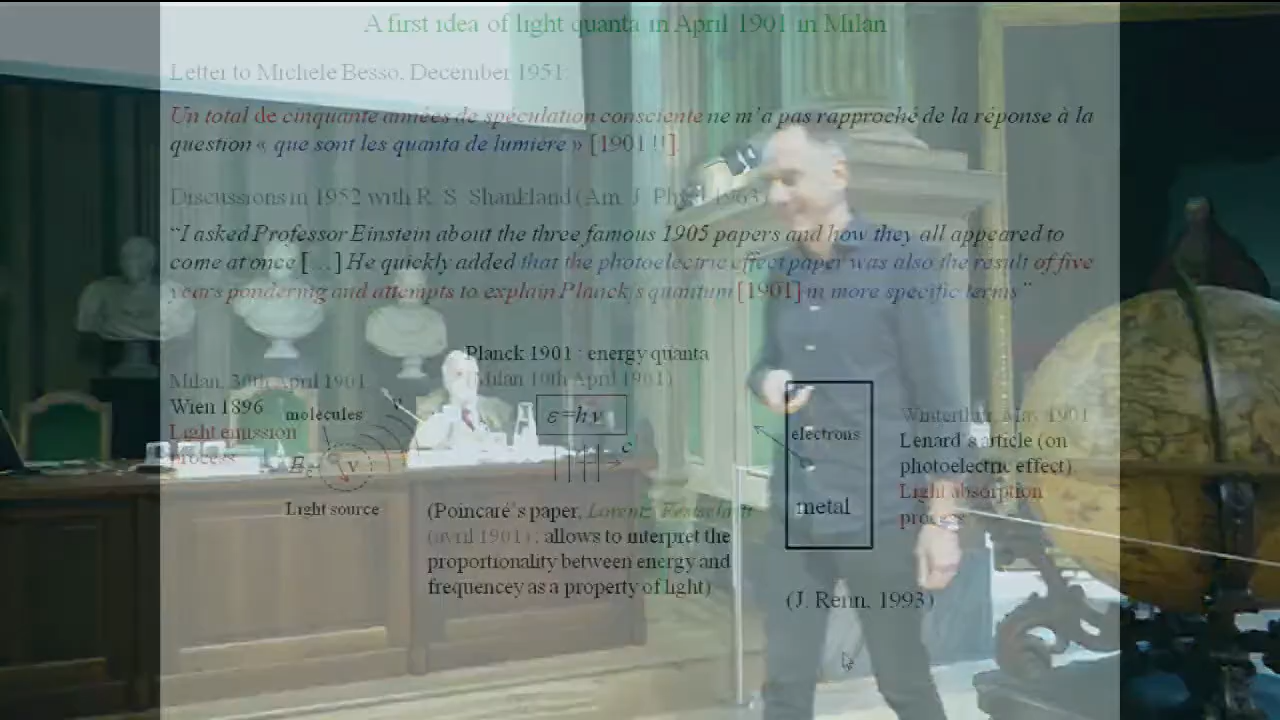 A first idea of light quanta in April 1901 in Milan
Letter to Michele Besso, December 1951:
Un total de cinquante années de spéculation consciente ne m'a pas rapproché de la réponse à la
question « que sont les quanta de lumière » [1901 !!]
Discussions in 1952 with R. S. Shankland (Am. J. Phys. 1963)
“I asked Professor Einstein about the three famous 1905 papers and how they all appeared to
come at once […] He quickly added that the photoelectric effect paper was also the result of five
years pondering and attempts to explain Planck's quantum [1901] in more specific terms”
Planck 1901 : energy quanta
(Milan 10th April 1901)
Milan, 30th April 1901
Wien 1896
Light emission
process
molecules
ν
ε=hν
c
E
v
Light source
(Poincaré's paper, Lorentz Festschrift
(avril 1901) : allows to interpret the
proportionality between energy and
frequencey as a property of light)
electrons
metal
Winterthur, May 1901
Lenard's article (on
photoelectric effect)
Light absorption
process
(J. Renn, 1993)